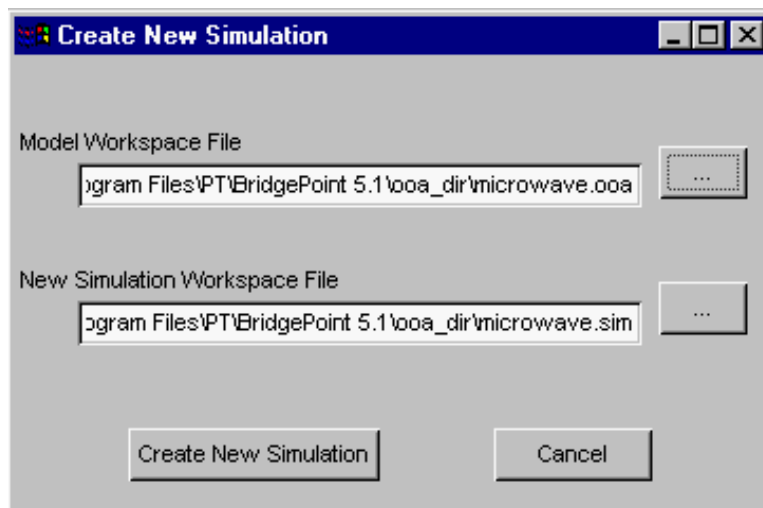 Create New Simulation
Model Workspace File
ogram Files\PT\BridgePoint 5.1\ooa_dir\microwave.ooa
...
New Simulation Workspace File
ogram Files\PT\BridgePoint 5.1\ooa_dir\microwave.sim
...
Create New Simulation Cancel